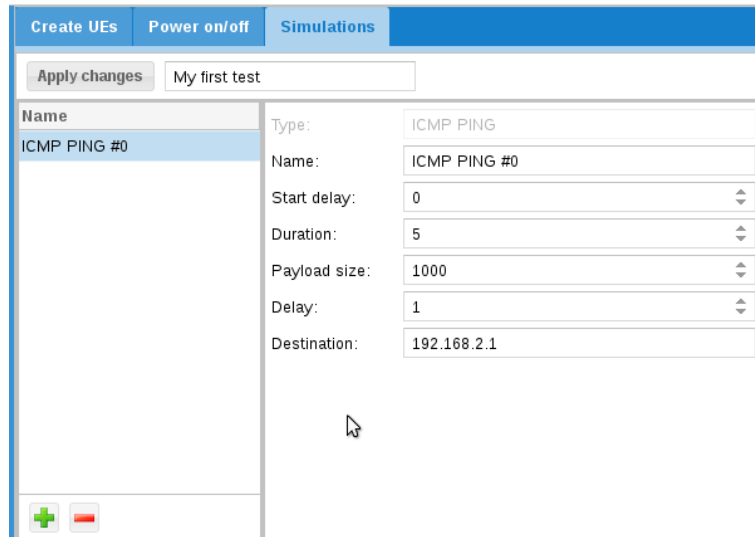 Create UEs Power on/off Simulations
Apply changes My first test
Name
ICMP PING #0
Type: ICMP PING
Name: ICMP PING #0
Start delay: 0
Duration: 5
Payload size: 1000
Delay: 1
Destination: 192.168.2.1